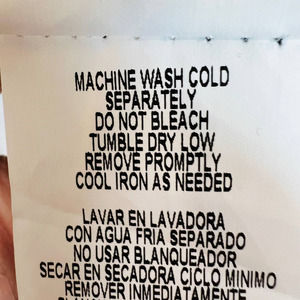 MACHINE WASH COLD
SEPARATELY
DO NOT BLEACH
TUMBLE DRY LOW
REMOVE PROMPTLY
COOL IRON AS NEEDED
LAVAR EN LAVADORA
CON AGUA FRIA SEPARADO
NO USAR BLANQUEADOR
SECAR EN SECADORA CICLO MINIMO
REMOVER INMEDIATAMENTE